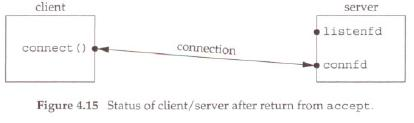 client
server
listenfd
connect()
connection
connfd
Figure 4.15 Status of client/server after return from accept.